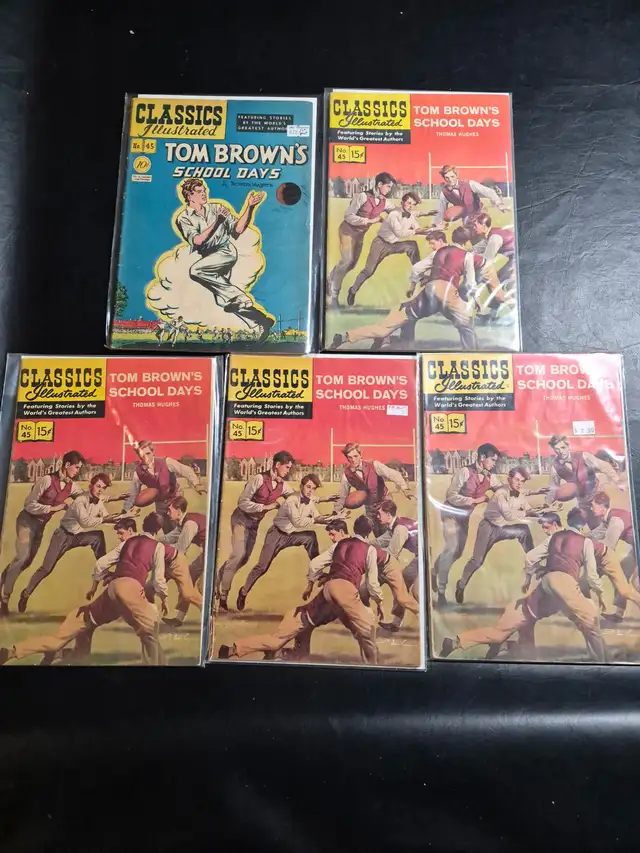 CLASSICS
Illustrated
FEATURING STORIES
BY THE WORLD'S
GREATEST AUTHORS
No. 45
10¢
TOM BROWN'S
SCHOOL DAYS
By Thomas Hughes
CLASSICS
Illustrated
Featuring Stories by the
World's Greatest Authors
No. 45
15¢
TOM BROWN'S
SCHOOL DAYS
THOMAS HUGHES
CLASSICS
Illustrated
Featuring Stories by the
World's Greatest Authors
No. 45
15¢
TOM BROWN'S
SCHOOL DAYS
THOMAS HUGHES
CLASSICS
Illustrated
Featuring Stories by the
World's Greatest Authors
No. 45
15¢
TOM BROWN'S
SCHOOL DAYS
THOMAS HUGHES
CLASSICS
Illustrated
Featuring Stories by the
World's Greatest Authors
No. 45
15¢
TOM BROWN'S
SCHOOL DAYS
THOMAS HUGHES